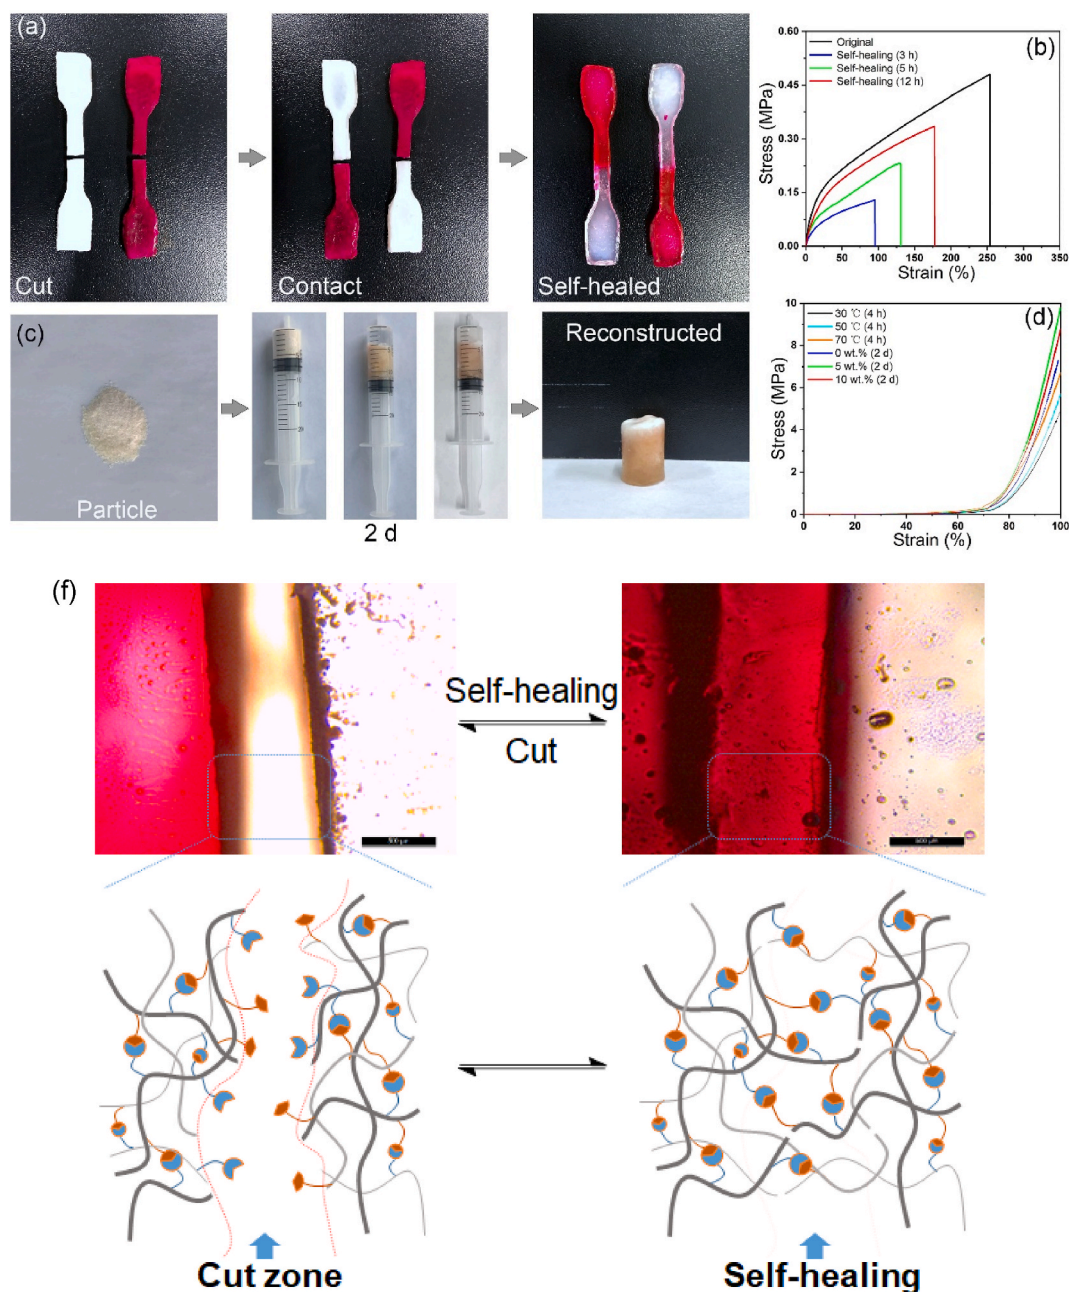 (a)
Cut
Contact
Self-healed
(b)
Original
Self-healing (3 h)
Self-healing (5 h)
Self-healing (12 h)
0.60
0.45
0.30
0.15
0.00
Stress (MPa)
0 50 100 150 200 250 300 350
Strain (%)
(c)
Particle
2 d
Reconstructed
(d)
30 ℃ (4 h)
50 ℃ (4 h)
70 ℃ (4 h)
0 wt.% (2 d)
5 wt.% (2 d)
10 wt.% (2 d)
10
8
6
4
2
0
Stress (MPa)
0 20 40 60 80 100
Strain (%)
(f)
Self-healing
Cut
500 μm
Cut zone
Self-healing